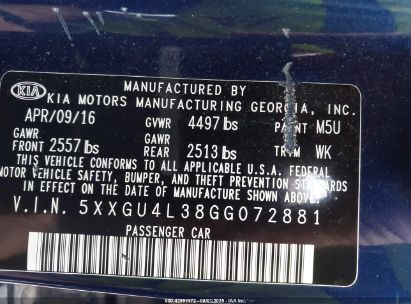 MANUFACTURED BY
KIA KIA MOTORS MANUFACTURING GEORGIA, INC.
APR/09/16 GVWR 4497 lbs PAINT M5U
GAWR GAWR
FRONT 2557 lbs REAR 2513 lbs TRIM WK
THIS VEHICLE CONFORMS TO ALL APPLICABLE U.S.A. FEDERAL
MOTOR VEHICLE SAFETY, BUMPER, AND THEFT PREVENTION STANDARDS
IN EFFECT ON THE DATE OF MANUFACTURE SHOWN ABOVE.
V.I.N. 5XXGU4L38GG072881
PASSENGER CAR